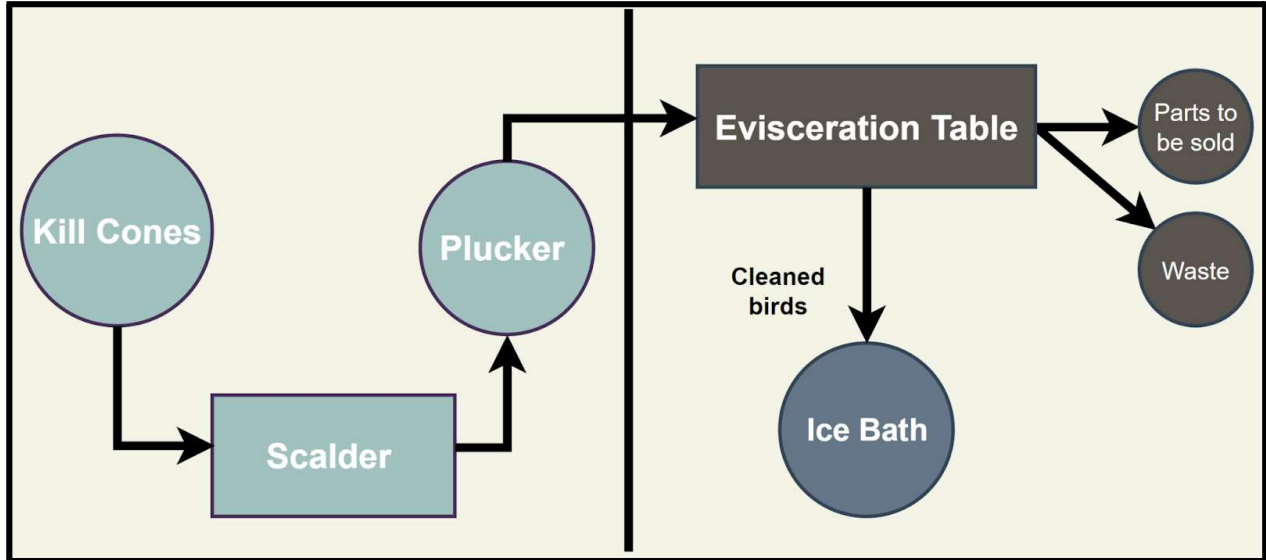 Kill Cones
Scalder
Plucker
Evisceration Table
Parts to
be sold
Waste
Cleaned
birds
Ice Bath